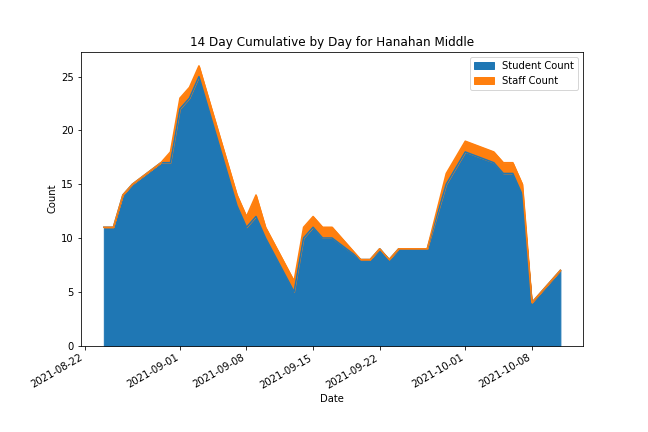 14 Day Cumulative by Day for Hanahan Middle
Student Count
Staff Count
25
20
15
10
5
0
Count
2021-08-22
2021-09-01
2021-09-08
2021-09-15
2021-09-22
2021-10-01
2021-10-08
Date